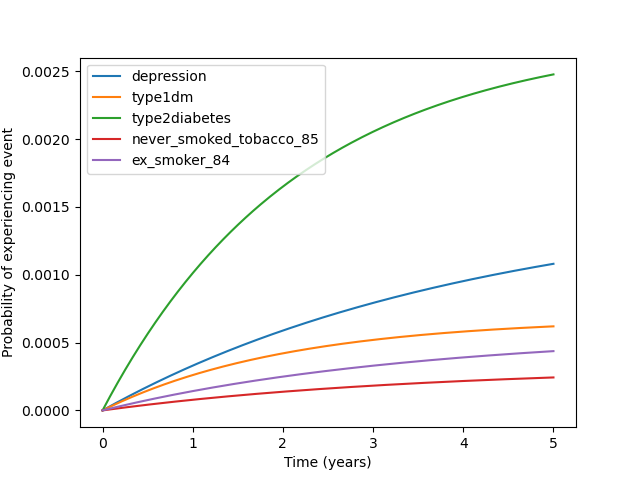 0.0025
0.0020
0.0015
0.0010
0.0005
0.0000
Probability of experiencing event
depression
type1dm
type2diabetes
never_smoked_tobacco_85
ex_smoker_84
0 1 2 3 4 5
Time (years)